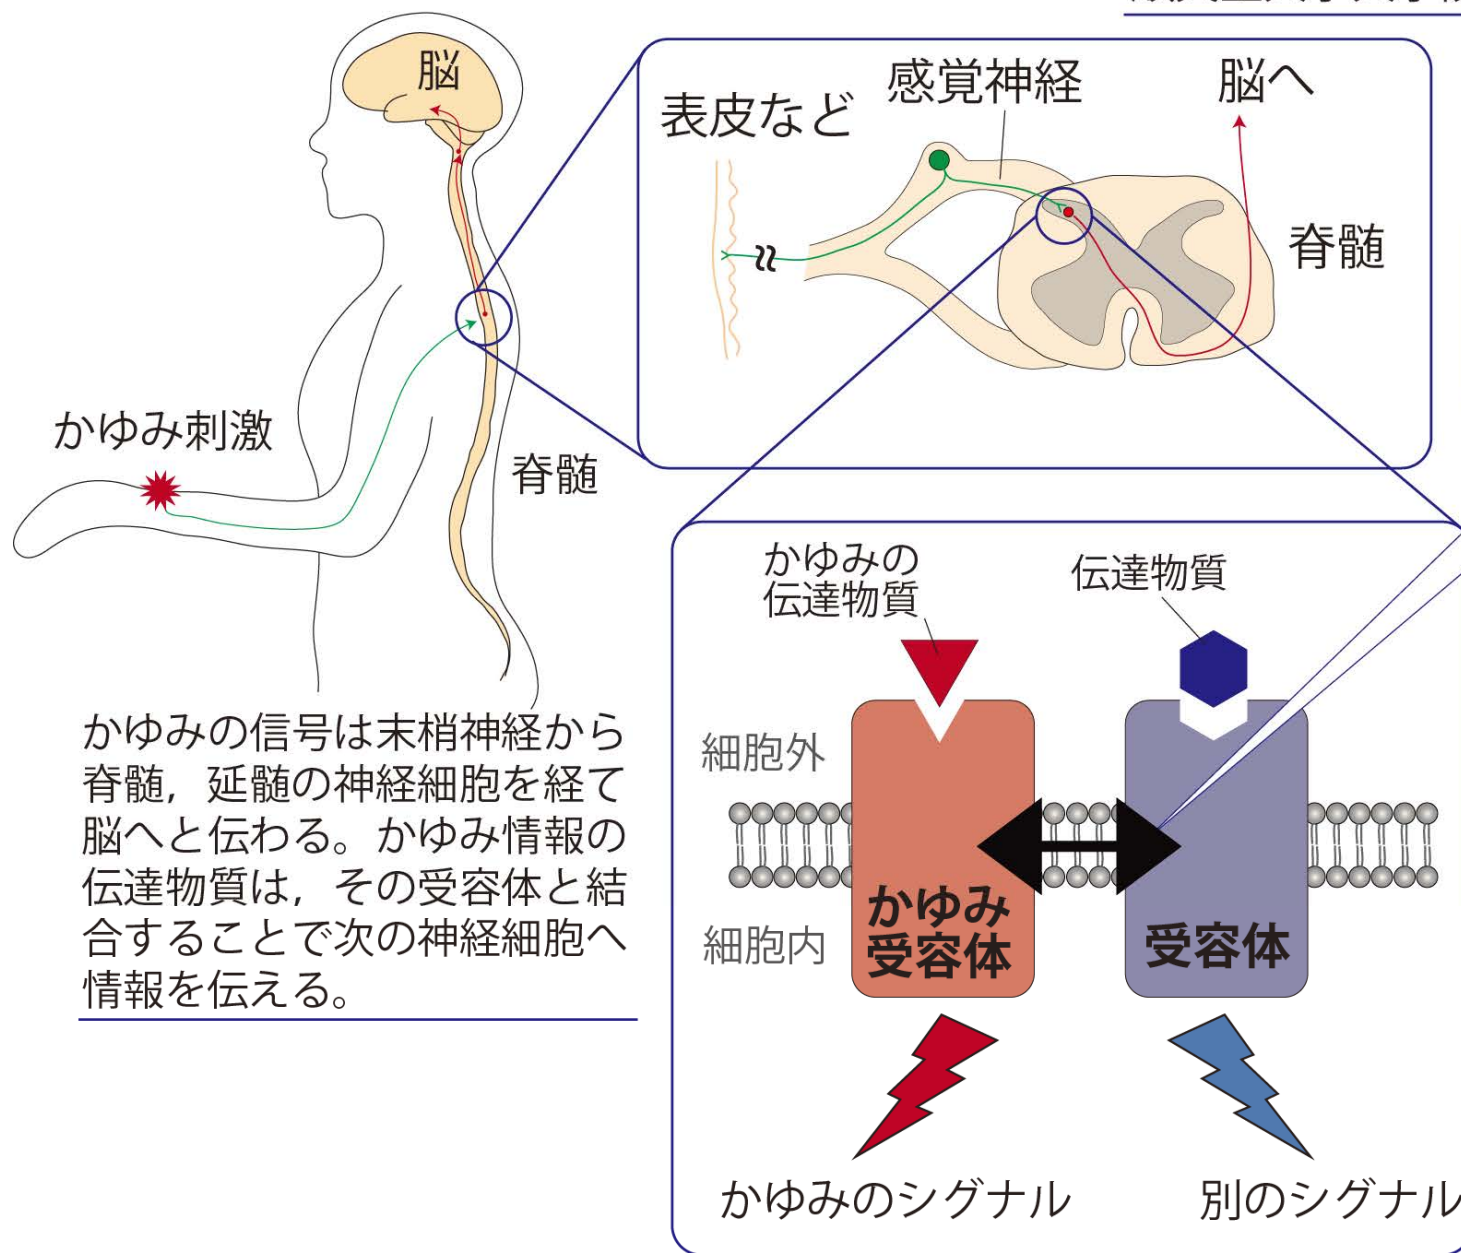 脳
かゆみ刺激
脊髄
表皮など
感覚神経
脳へ
脊髄
かゆみの
伝達物質
伝達物質
細胞外
細胞内
かゆみ
受容体
受容体
かゆみのシグナル
別のシグナル
かゆみの信号は末梢神経から
脊髄，延髄の神経細胞を経て
脳へと伝わる。かゆみ情報の
伝達物質は，その受容体と結
合することで次の神経細胞へ
情報を伝える。